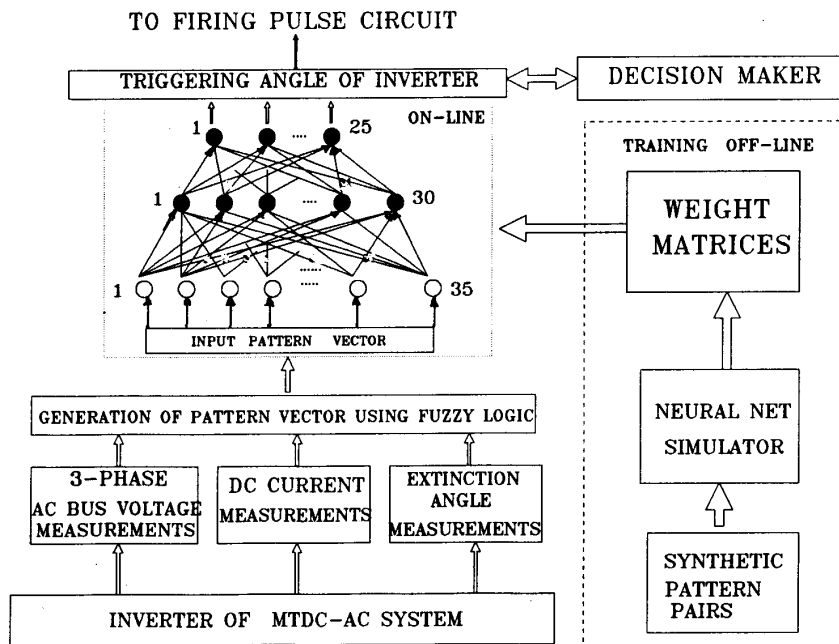 TO FIRING PULSE CIRCUIT
TRIGGERING ANGLE OF INVERTER
DECISION MAKER
1 .... 25
ON-LINE
TRAINING OFF-LINE
1 .... 30
WEIGHT
MATRICES
1 ...... 35
INPUT PATTERN VECTOR
GENERATION OF PATTERN VECTOR USING FUZZY LOGIC
NEURAL NET
SIMULATOR
3-PHASE
AC BUS VOLTAGE
MEASUREMENTS
DC CURRENT
MEASUREMENTS
EXTINCTION
ANGLE
MEASUREMENTS
SYNTHETIC
PATTERN
PAIRS
INVERTER OF MTDC-AC SYSTEM